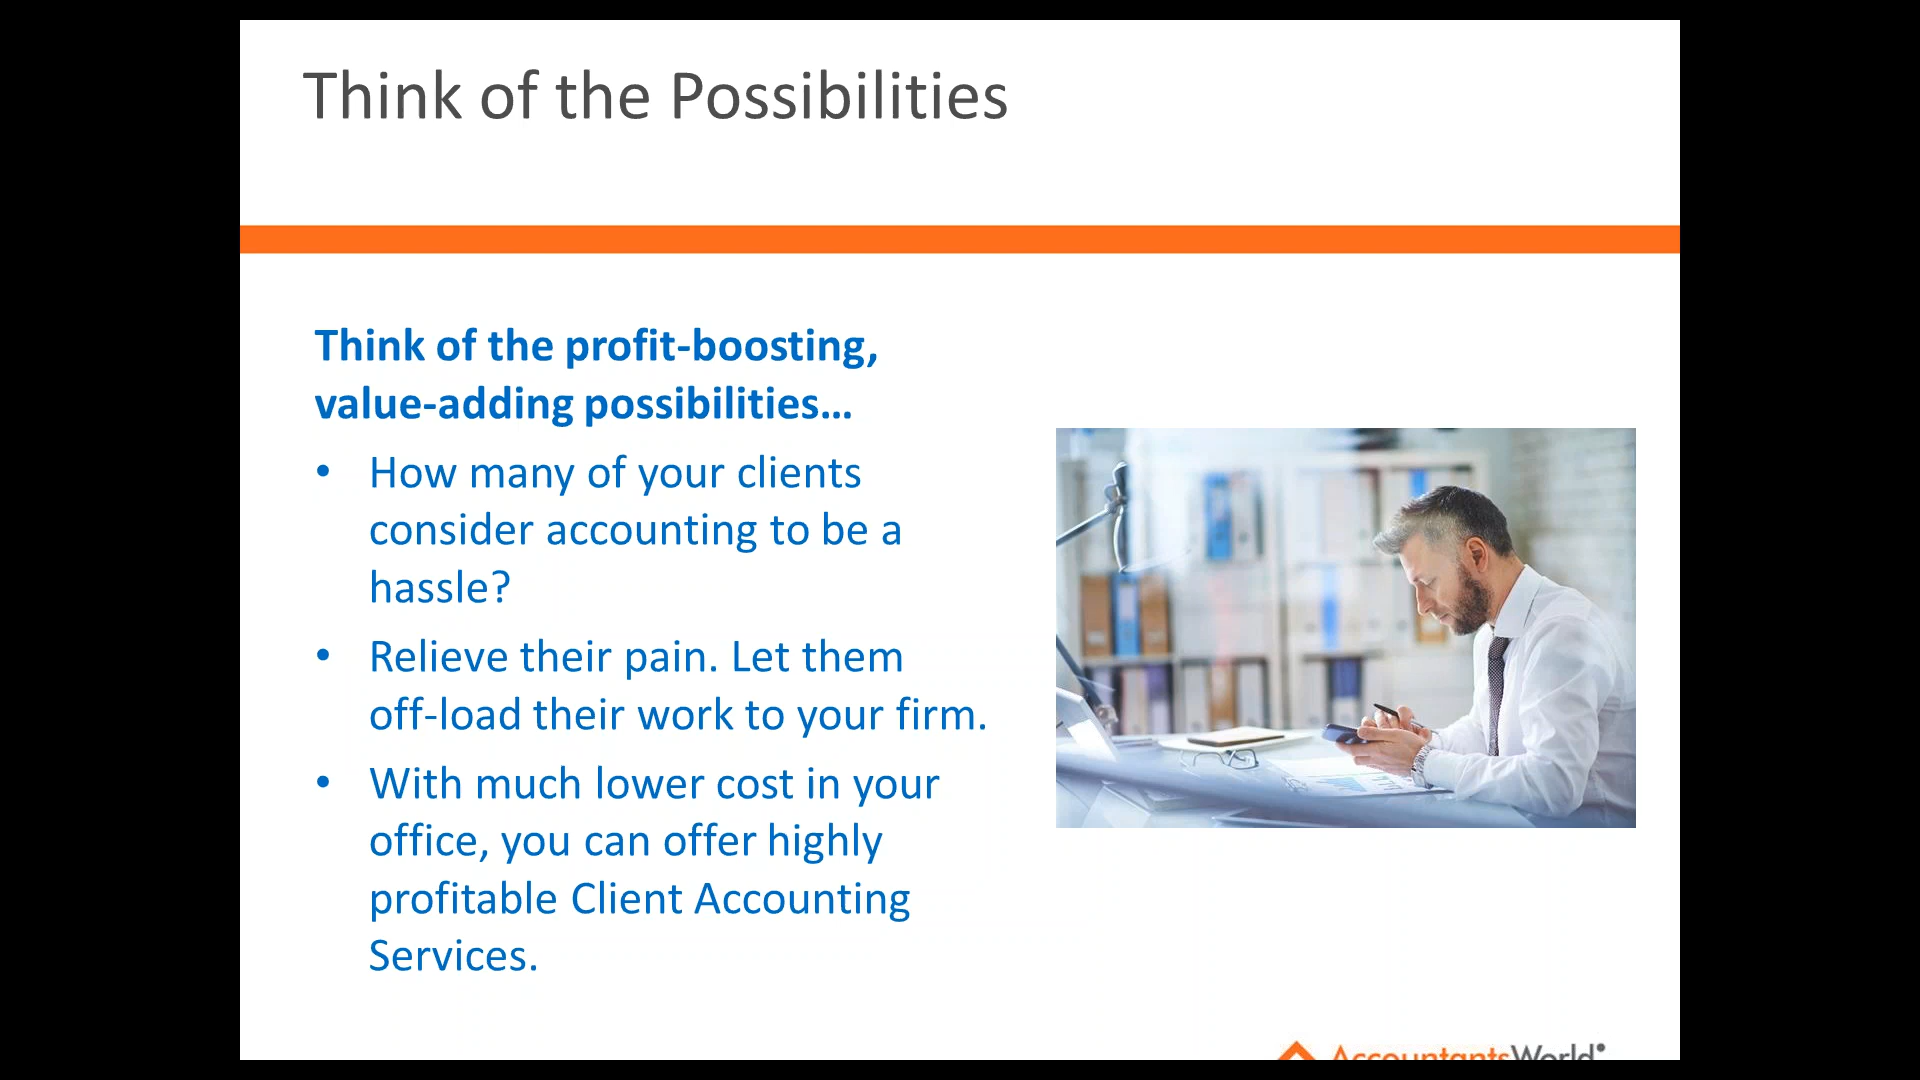 Think of the Possibilities
Think of the profit-boosting,
value-adding possibilities...
• How many of your clients
consider accounting to be a
hassle?
• Relieve their pain. Let them
off-load their work to your firm.
• With much lower cost in your
office, you can offer highly
profitable Client Accounting
Services.
AccountantsWorld